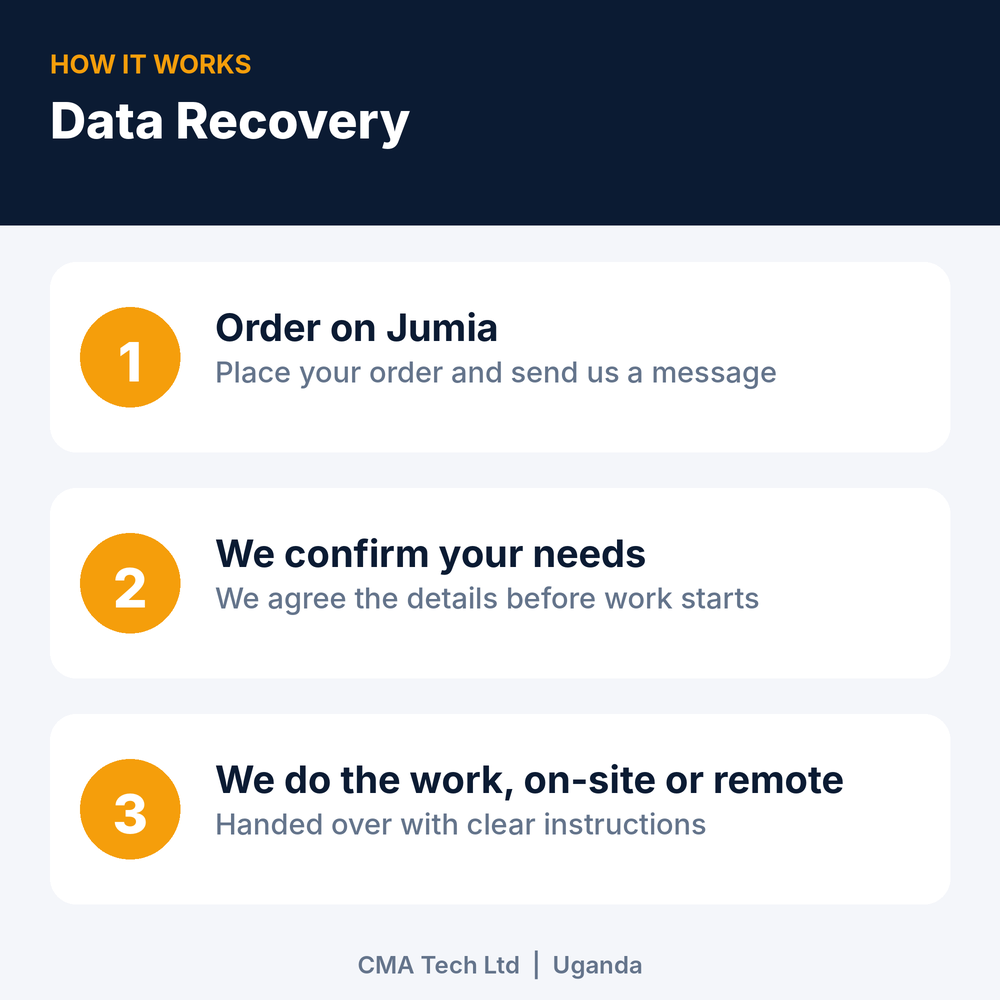 HOW IT WORKS
Data Recovery
1
Order on Jumia
Place your order and send us a message
2
We confirm your needs
We agree the details before work starts
3
We do the work, on-site or remote
Handed over with clear instructions
CMA Tech Ltd | Uganda